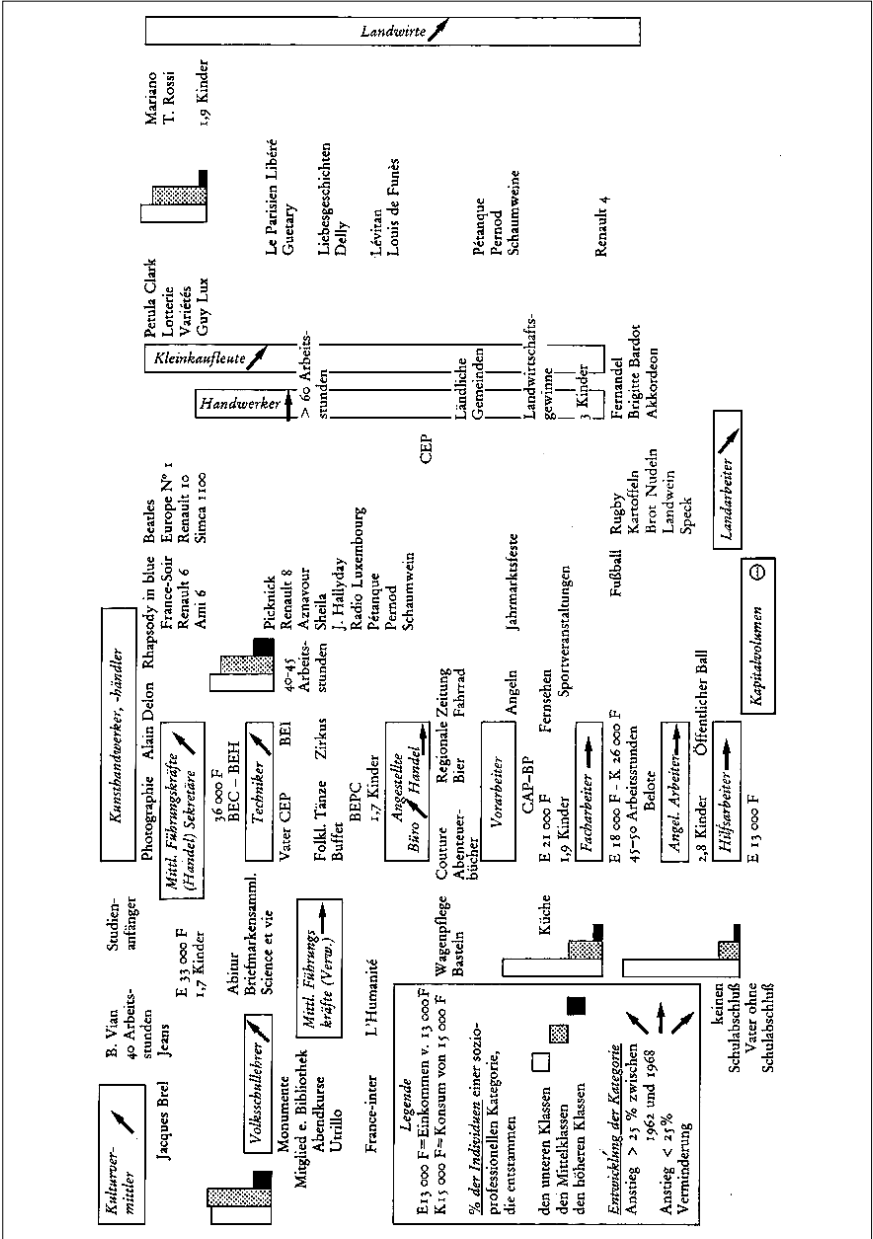 Kulturver-
mittler
Jacques Brel
B. Vian
40 Arbeits-
stunden
Jeans
Studien-
anfänger
E 33 000 F
1,7 Kinder
Kunsthandwerker, -händler
Photographie
Alain Delon
Rhapsody in blue
Beatles
France-Soir
Renault 6
Ami 6
Europe N° 1
Renault 10
Simca 1100
Mittl. Führungskräfte
(Handel) Sekretäre
Petula Clark
Lotterie
Variétés
Guy Lux
Mariano
T. Rossi
1,9 Kinder
Landwirte
Kleinkaufleute
Handwerker
> 60 Arbeits-
stunden
Ländliche
Gemeinden
Landwirtschafts-
gewinne
3 Kinder
36 000 F
BEC – BEH
Techniker
Vater CEP
BEI
Abitur
Briefmarkensamml.
Science et vie
Volksschullehrer
Monumente
Mitglied e. Bibliothek
Abendkurse
Utrillo
Mittl. Führungs
kräfte (Verw.)
France-inter
L'Humanité
Folkl. Tänze
Buffet
Zirkus
BEPC
1,7 Kinder
40-45
Arbeits-
stunden
Picknick
Renault 8
Aznavour
Sheila
J. Hallyday
Radio Luxembourg
Pétanque
Pernod
Schaumwein
CEP
Le Parisien Libéré
Guetary
Liebesgeschichten
Delly
Lévitan
Louis de Funès
Pétanque
Pernod
Schaumweine
Renault 4
Angestellte
Büro
Handel
Couture
Abenteuer-
bücher
Regionale Zeitung
Bier
Fahrrad
Wagenpflege
Basteln
Vorarbeiter
Angeln
Jahrmarktsfeste
CAP–BP
Küche
E 21 000 F
1,9 Kinder
Fernsehen
Sportveranstaltungen
Facharbeiter
E 18 000 F - K 26 000 F
45–50 Arbeitsstunden
Belote
Fußball
Rugby
Kartoffeln
Brot Nudeln
Landwein
Speck
Fernandel
Brigitte Bardot
Akkordeon
Angel. Arbeiter
2,8 Kinder
Öffentlicher Ball
Hilfsarbeiter
E 13 000 F
Landarbeiter
Kapitalvolumen ⊖
keinen
Schulabschluß
Vater ohne
Schulabschluß
Legende
E13 000 F=Einkommen v. 13 000 F
K15 000 F=Konsum von 15 000 F
% der Individuen einer sozio-
professionellen Kategorie,
die entstammen
den unteren Klassen
den Mittelklassen
den höheren Klassen
Entwicklung der Kategorie
Anstieg > 25 % zwischen
1962 und 1968
Anstieg < 25%
Verminderung